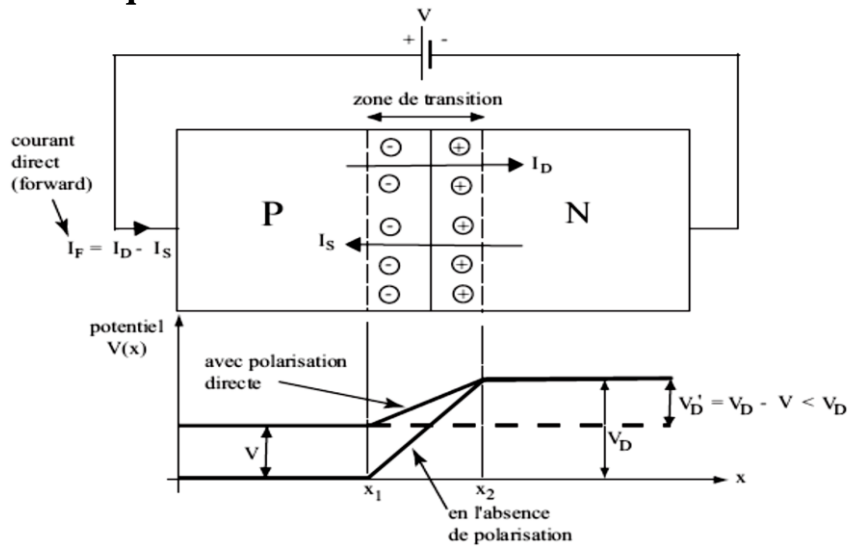 V
+ -
zone de transition
courant
direct
(forward)
I_F = I_D - I_S
- + I_D
- +
P N
- +
I_S
- +
- +
potentiel
V(x)
avec polarisation
directe
V'_D = V_D - V < V_D
V
V_D
x
x_1 x_2
en l'absence
de polarisation